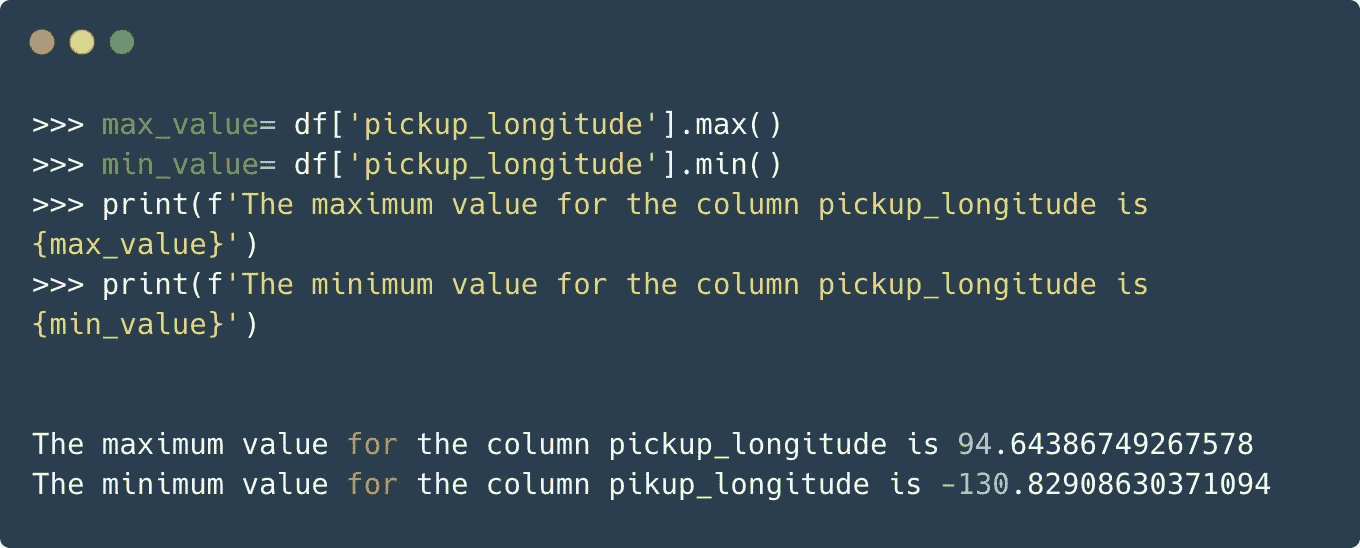 >>> max_value= df['pickup_longitude'].max()
>>> min_value= df['pickup_longitude'].min()
>>> print(f'The maximum value for the column pickup_longitude is
{max_value}')
>>> print(f'The minimum value for the column pickup_longitude is
{min_value}')
The maximum value for the column pickup_longitude is 94.64386749267578
The minimum value for the column pikup_longitude is -130.82908630371094